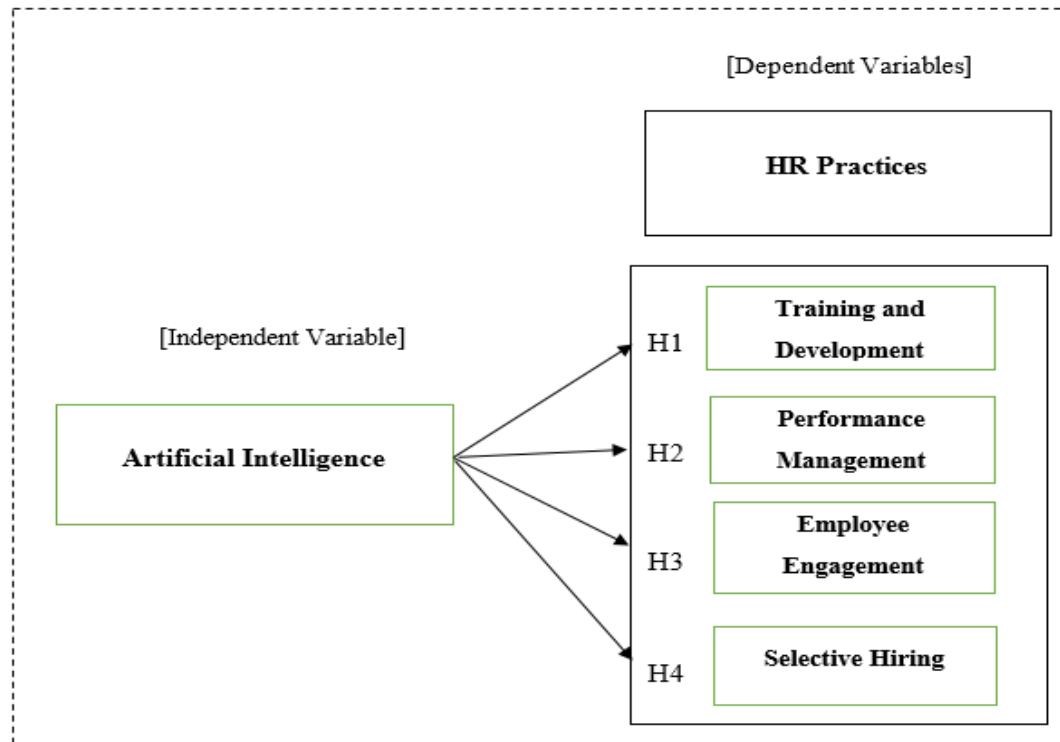 [Dependent Variables]
HR Practices
[Independent Variable]
Artificial Intelligence
H1
Training and
Development
H2
Performance
Management
H3
Employee
Engagement
H4
Selective Hiring